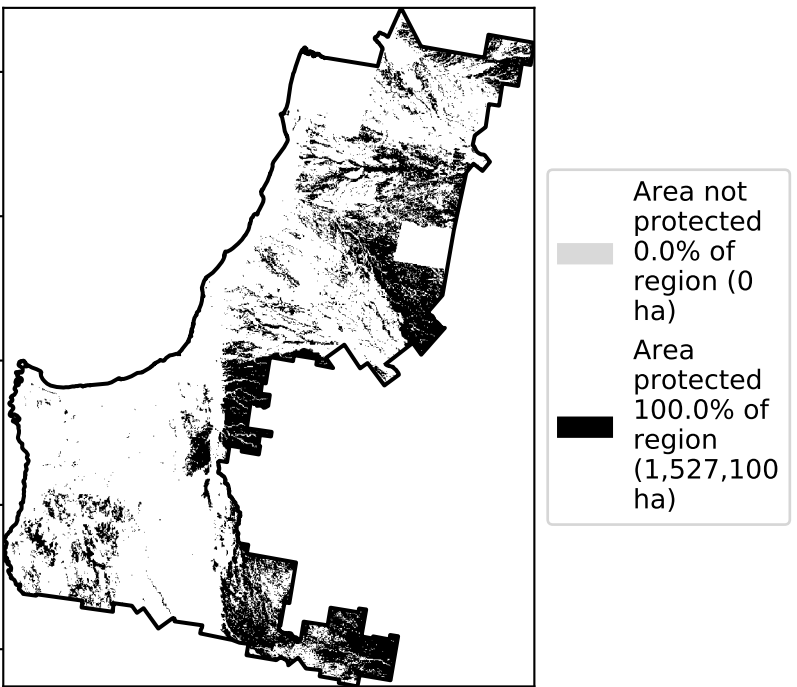 Area not
protected
0.0% of
region (0
ha)
Area
protected
100.0% of
region
(1,527,100
ha)